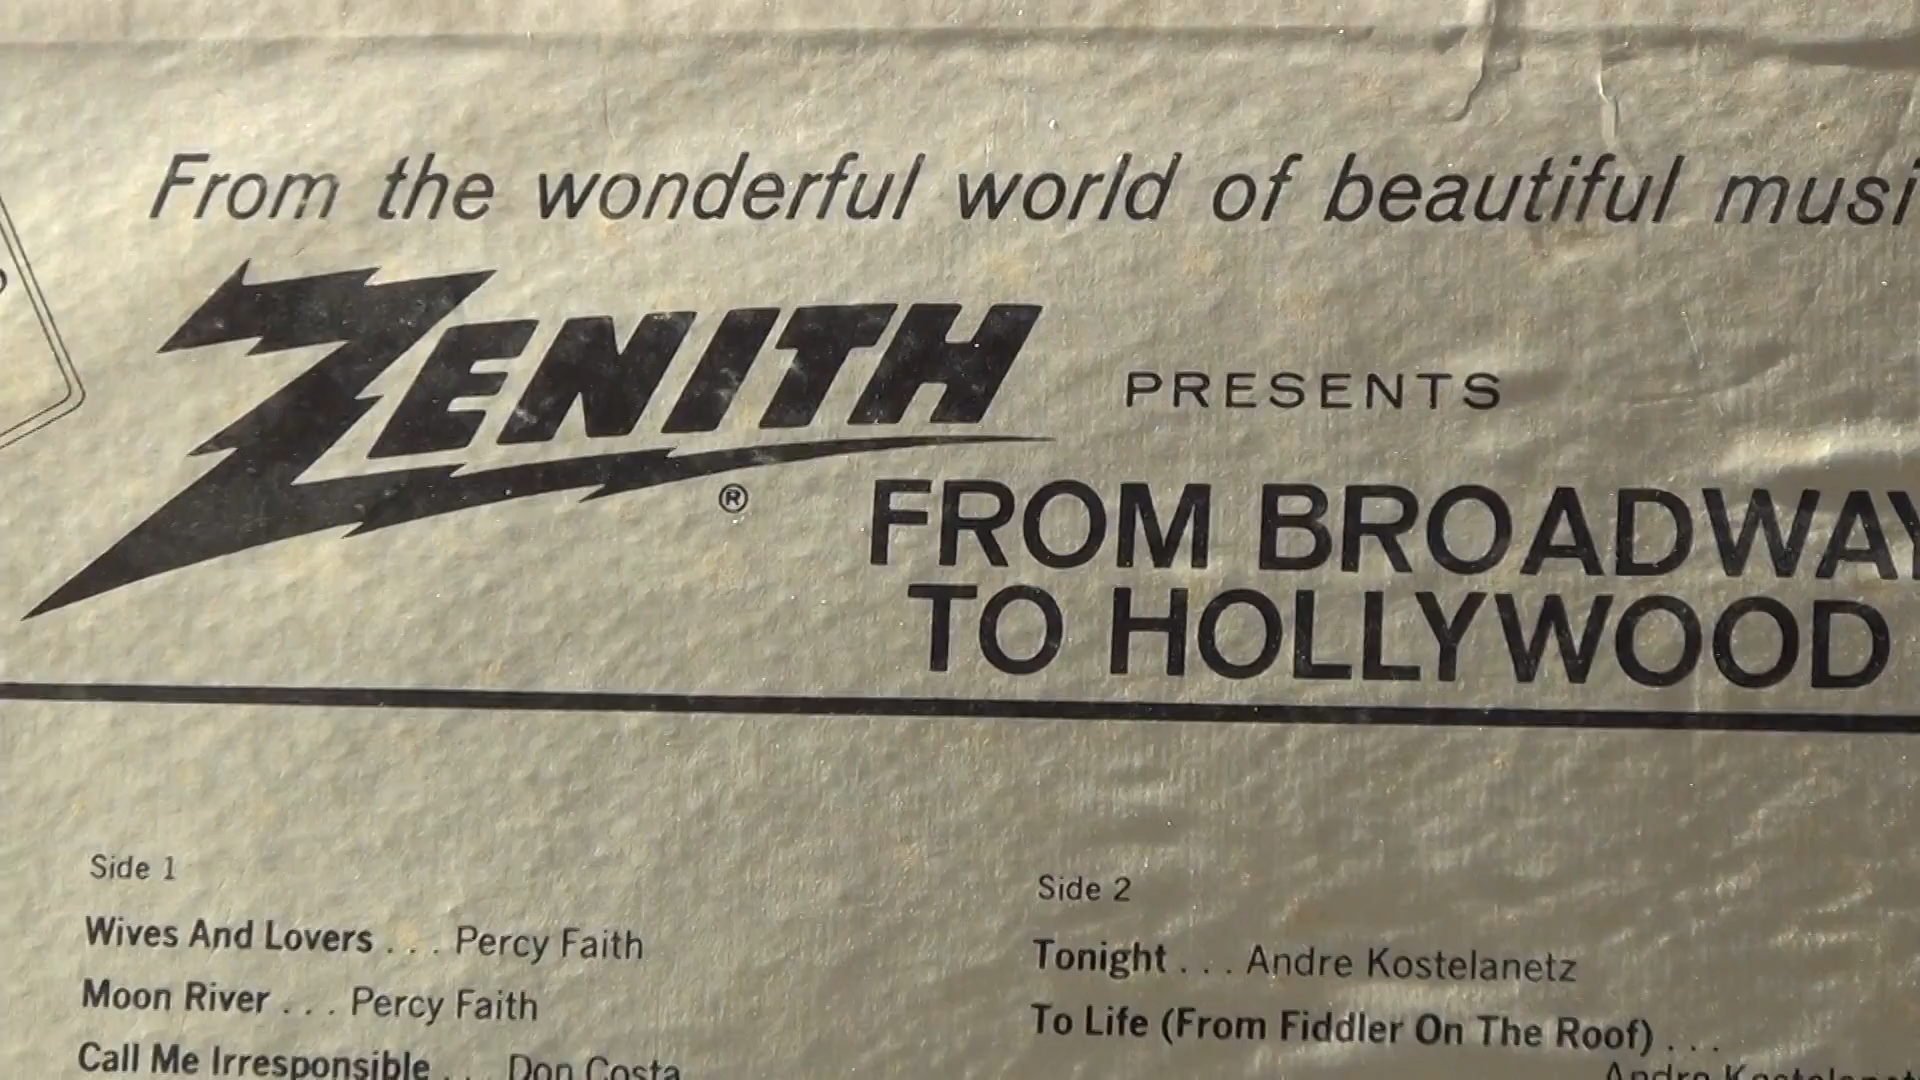 From the wonderful world of beautiful musi
ZENITH
®
PRESENTS
FROM BROADWAY
TO HOLLYWOOD
Side 1
Wives And Lovers . . . Percy Faith
Moon River . . . Percy Faith
Call Me Irresponsible . . . Don Costa
Side 2
Tonight . . . Andre Kostelanetz
To Life (From Fiddler On The Roof) . . .
Andre Kostelanet